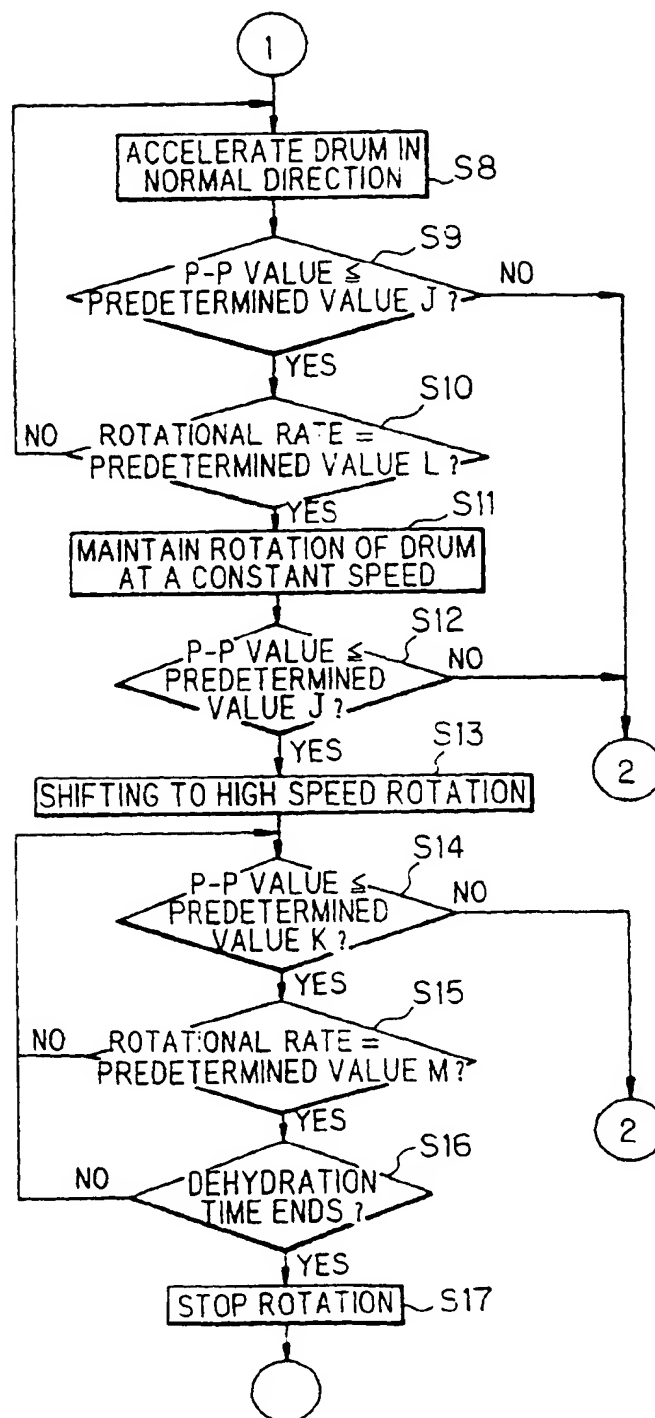 1
ACCELERATE DRUM IN
NORMAL DIRECTION
S8
S9
P-P VALUE ≦
PREDETERMINED VALUE J ?
NO
YES
S10
NO
ROTATIONAL RATE =
PREDETERMINED VALUE L ?
YES
S11
MAINTAIN ROTATION OF DRUM
AT A CONSTANT SPEED
S12
P-P VALUE ≦
PREDETERMINED
VALUE J ?
NO
YES
S13
2
SHIFTING TO HIGH SPEED ROTATION
S14
P-P VALUE ≦
PREDETERMINED
VALUE K ?
NO
YES
S15
NO
ROTATIONAL RATE =
PREDETERMINED VALUE M ?
YES
2
S16
NO
DEHYDRATION
TIME ENDS ?
YES
STOP ROTATION
S17